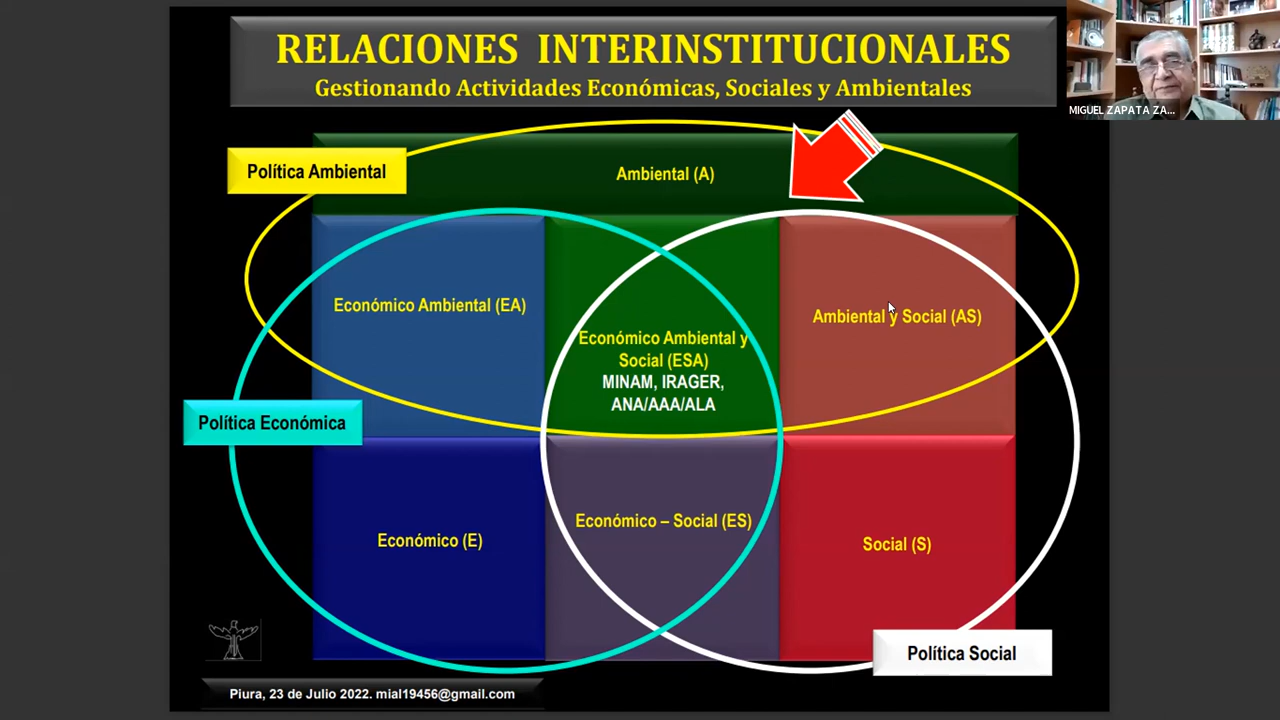 RELACIONES INTERINSTITUCIONALES
Gestionando Actividades Económicas, Sociales y Ambientales
MIGUEL ZAPATA ZA...
Política Ambiental
Ambiental (A)
Económico Ambiental (EA)
Económico Ambiental y
Social (ESA)
MINAM, IRAGER,
ANA/AAA/ALA
Ambiental y Social (AS)
Política Económica
Económico (E)
Económico – Social (ES)
Social (S)
Política Social
Piura, 23 de Julio 2022. mial19456@gmail.com